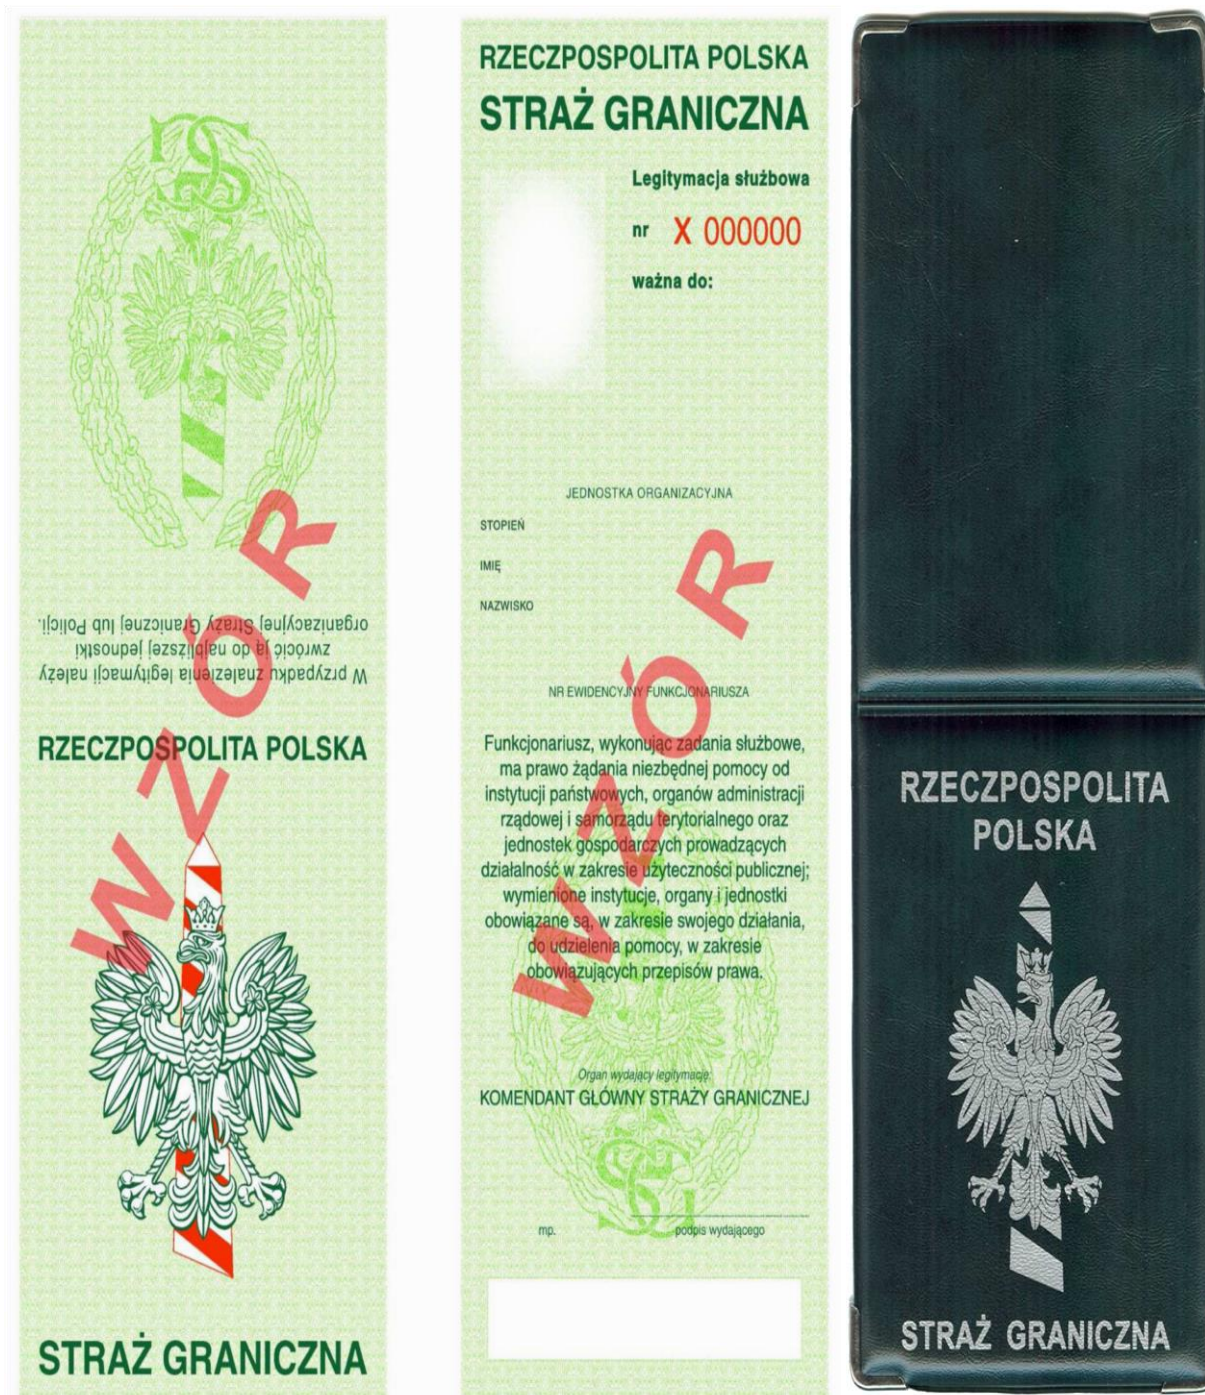 SG
W przypadku znalezienia legitymacji należy
zwrócić ją do najbliższej jednostki
organizacyjnej Straży Granicznej lub Policji.
RZECZPOSPOLITA POLSKA
STRAŻ GRANICZNA
WZÓR
RZECZPOSPOLITA POLSKA
STRAŻ GRANICZNA
Legitymacja służbowa
nr X 000000
ważna do:
JEDNOSTKA ORGANIZACYJNA
STOPIEŃ
IMIĘ
NAZWISKO
NR EWIDENCYJNY FUNKCJONARIUSZA
Funkcjonariusz, wykonując zadania służbowe,
ma prawo żądania niezbędnej pomocy od
instytucji państwowych, organów administracji
rządowej i samorządu terytorialnego oraz
jednostek gospodarczych prowadzących
działalność w zakresie użyteczności publicznej;
wymienione instytucje, organy i jednostki
obowiązane są, w zakresie swojego działania,
do udzielenia pomocy, w zakresie
obowiązujących przepisów prawa.
Organ wydający legitymację:
KOMENDANT GŁÓWNY STRAŻY GRANICZNEJ
SG
mp. podpis wydającego
WZÓR
RZECZPOSPOLITA
POLSKA
STRAŻ GRANICZNA